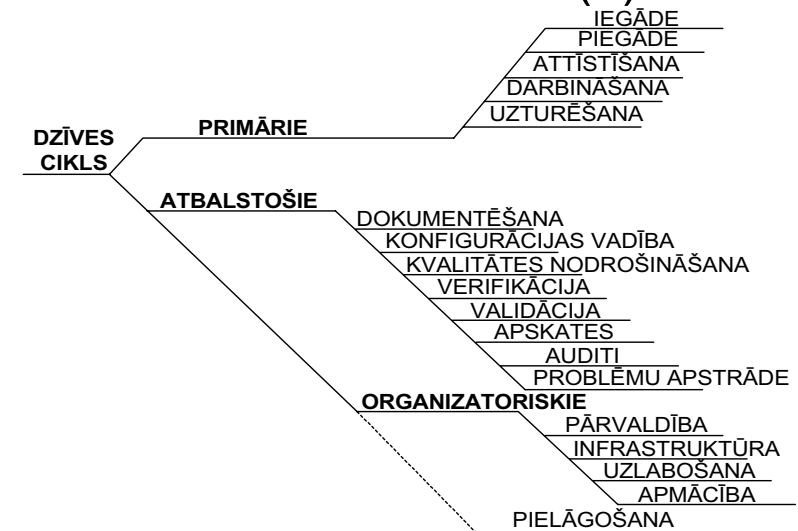 IEGĀDE
PIEGĀDE
ATTĪSTĪŠANA
DARBINĀŠANA
UZTURĒŠANA
PRIMĀRIE
DZĪVES
CIKLS
ATBALSTOŠIE
DOKUMENTĒŠANA
KONFIGURĀCIJAS VADĪBA
KVALITĀTES NODROŠINĀŠANA
VERIFIKĀCIJA
VALIDĀCIJA
APSKATES
AUDITI
PROBLĒMU APSTRĀDE
ORGANIZATORISKIE
PĀRVALDĪBA
INFRASTRUKTŪRA
UZLABOŠANA
APMĀCĪBA
PIELĀGOŠANA